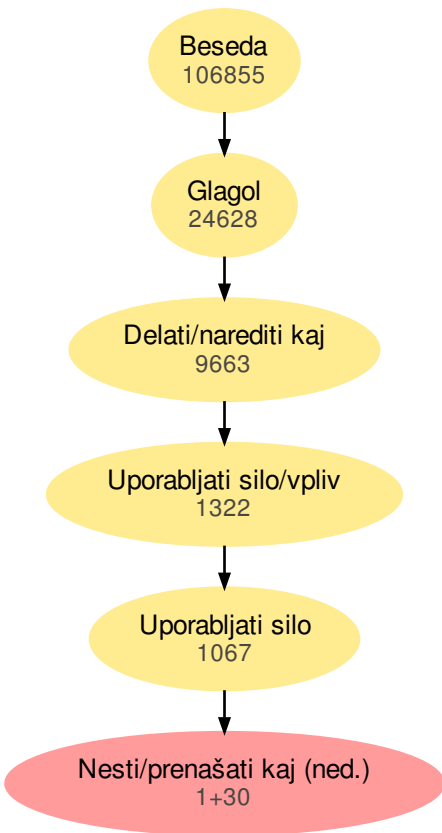 Beseda
106855
Glagol
24628
Delati/narediti kaj
9663
Uporabljati silo/vpliv
1322
Uporabljati silo
1067
Nesti/prenašati kaj (ned.)
1+30